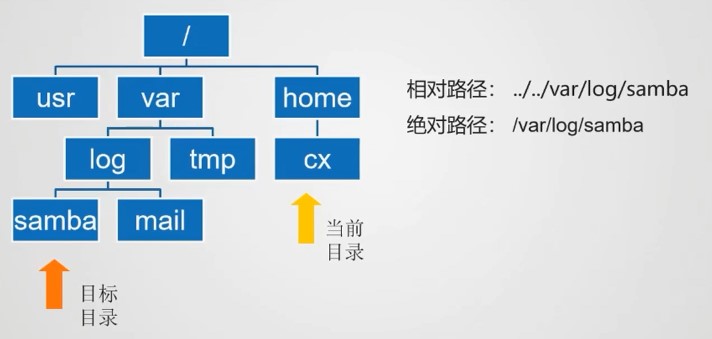 /
usr var home
相对路径: ../../var/log/samba
绝对路径: /var/log/samba
log tmp cx
samba mail
当前
目录
目标
目录